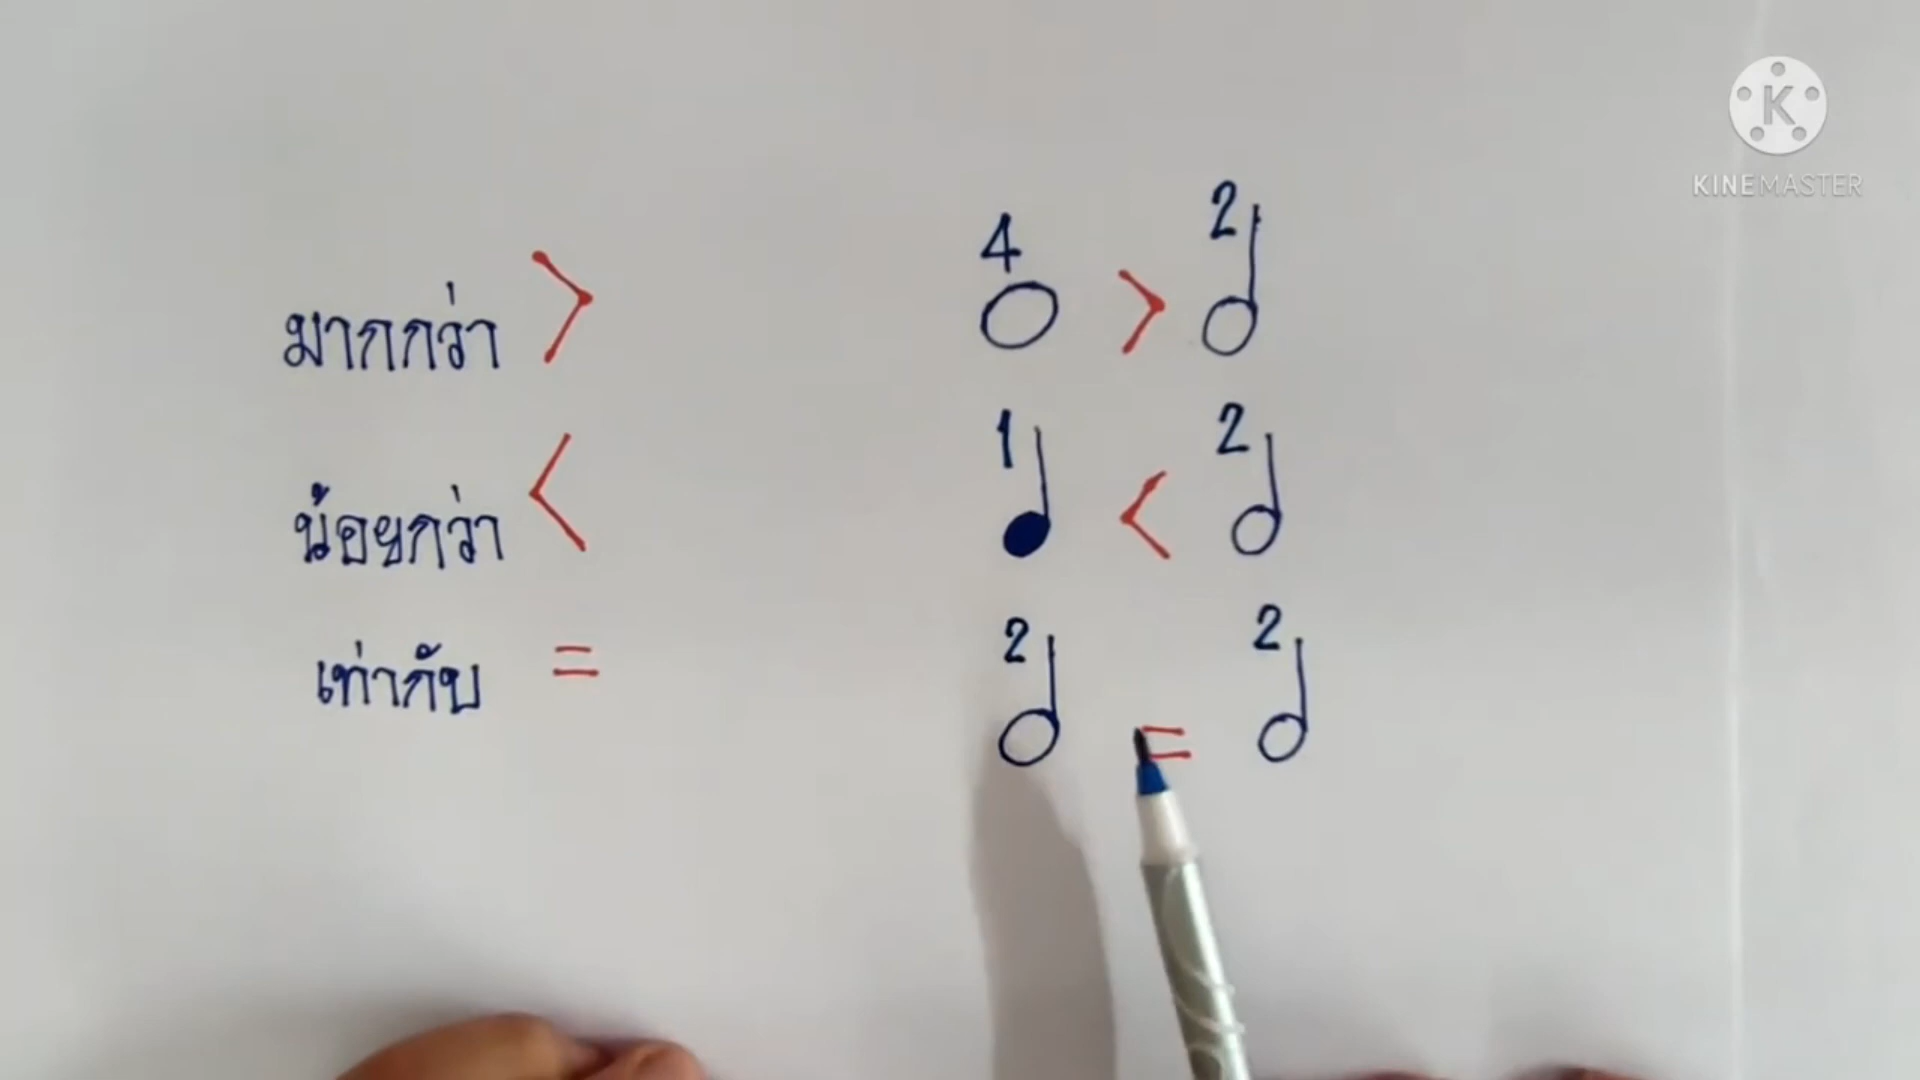 มากกว่า > 4 > 2
น้อยกว่า < 1 < 2
เท่ากับ = 2 = 2
K
KINEMASTER